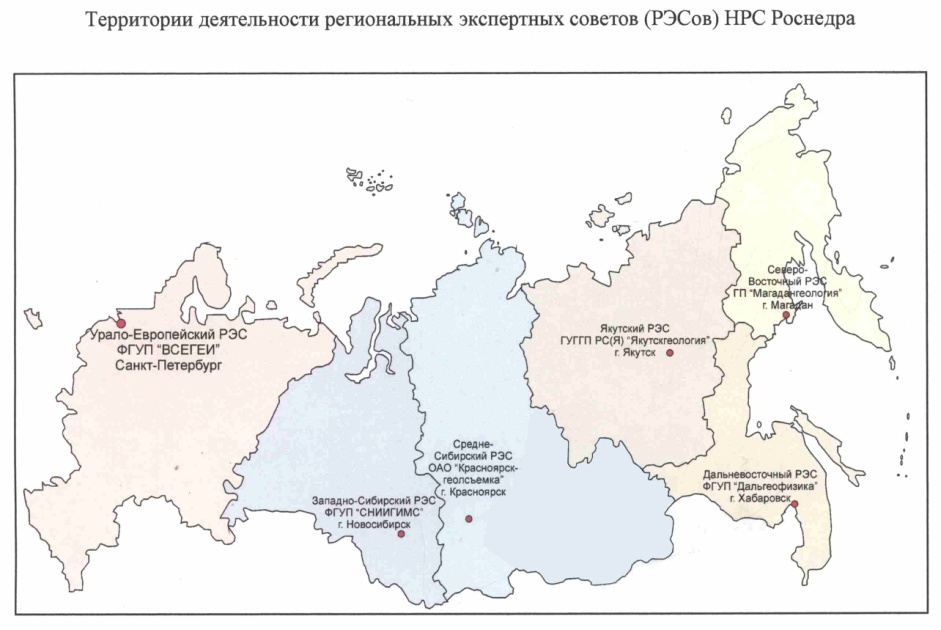 Территории деятельности региональных экспертных советов (РЭСов) НРС Роснедра
Урало-Европейский РЭС
ФГУП "ВСЕГЕИ"
Санкт-Петербург
Западно-Сибирский РЭС
ФГУП "СНИИГИМС"
г. Новосибирск
Средне-
Сибирский РЭС
ОАО "Красноярск-
геолсъемка"
г. Красноярск
Якутский РЭС
ГУГГП РС(Я) "Якутскгеология"
г. Якутск
Северо-
Восточный РЭС
ГП "Магадангеология"
г. Магадан
Дальневосточный РЭС
ФГУП "Дальгеофизика"
г. Хабаровск